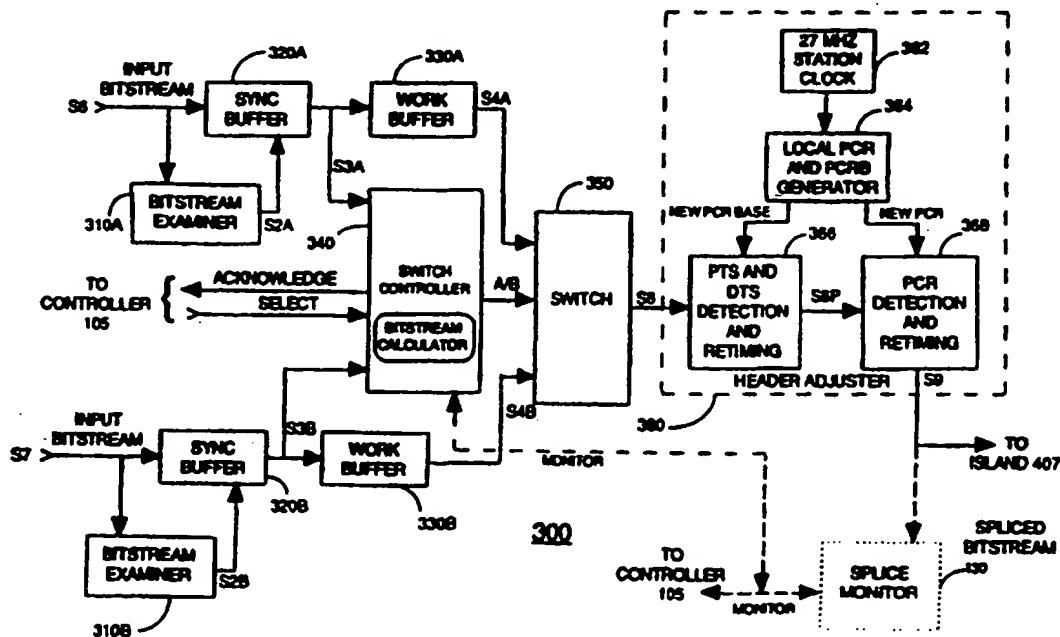 320A
330A
27 MHZ
STATION
CLOCK
362
INPUT
BITSTREAM
S6
SYNC
BUFFER
WORK
BUFFER
S4A
364
LOCAL PCR
AND PCRB
GENERATOR
S3A
310A
BITSTREAM
EXAMINER
S2A
340
350
NEW PCR BASE
NEW PCR
366
368
TO
CONTROLLER
105
ACKNOWLEDGE
SELECT
SWITCH
CONTROLLER
BITSTREAM
CALCULATOR
A/B
SWITCH
S8
PTS AND
DTS
DETECTION
AND
RETIMING
S8P
PCR
DETECTION
AND
RETIMING
HEADER ADJUSTER
S9
360
INPUT
BITSTREAM
S7
SYNC
BUFFER
S3B
WORK
BUFFER
S4B
MONITOR
TO
ISLAND 407
320B
330B
300
BITSTREAM
EXAMINER
S2B
310B
SPLICED
BITSTREAM
TO
CONTROLLER
105
MONITOR
SPLICE
MONITOR
430